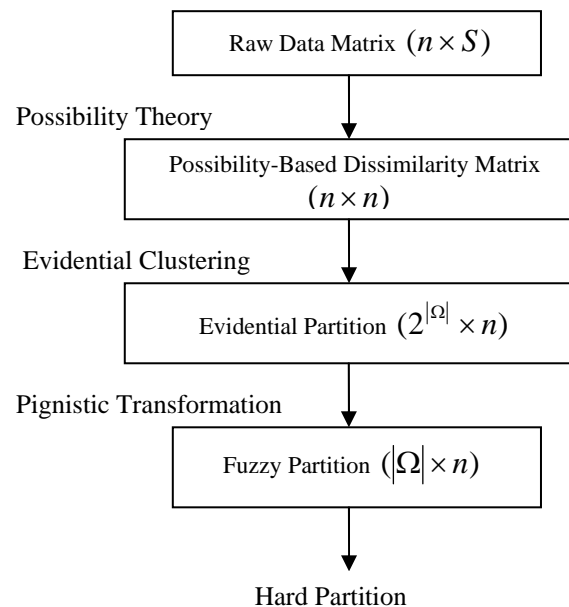 Raw Data Matrix (n × S)
Possibility Theory
Possibility-Based Dissimilarity Matrix
(n × n)
Evidential Clustering
Evidential Partition (2^|Ω| × n)
Pignistic Transformation
Fuzzy Partition (|Ω| × n)
Hard Partition